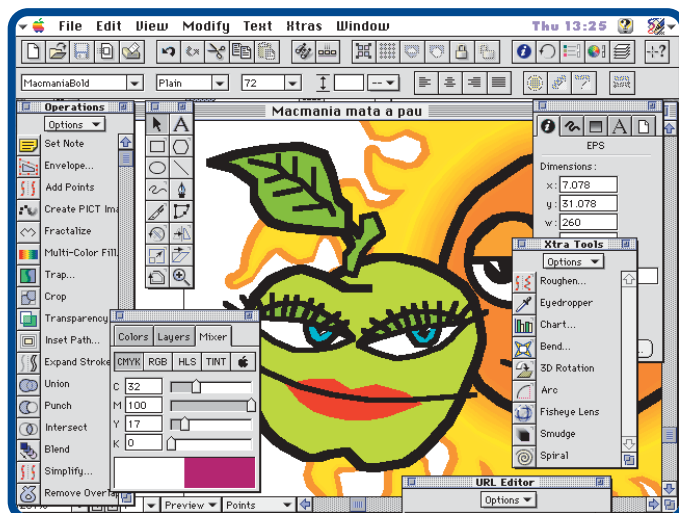 File Edit View Modify Text Xtras Window Thu 13:25
MacmaniaBold Plain 72
Operations
Options
Set Note
Envelope...
Add Points
Create PICT Ima
Fractalize
Multi-Color Fill
Trap...
Crop
Transparency
Inset Path...
Expand Stroke
Union
Punch
Intersect
Blend
Simplify...
Remove Overlap
Macmania mata a pau
A
EPS
Dimensions:
x: 7.078
y: 31.078
w: 260
Xtra Tools
Options
Roughen...
Eyedropper
Chart...
Bend...
3D Rotation
Arc
Fisheye Lens
Smudge
Spiral
Colors Layers Mixer
CMYK RGB HLS TINT
C 32
M 100
Y 17
K 0
Preview Points
URL Editor
Options